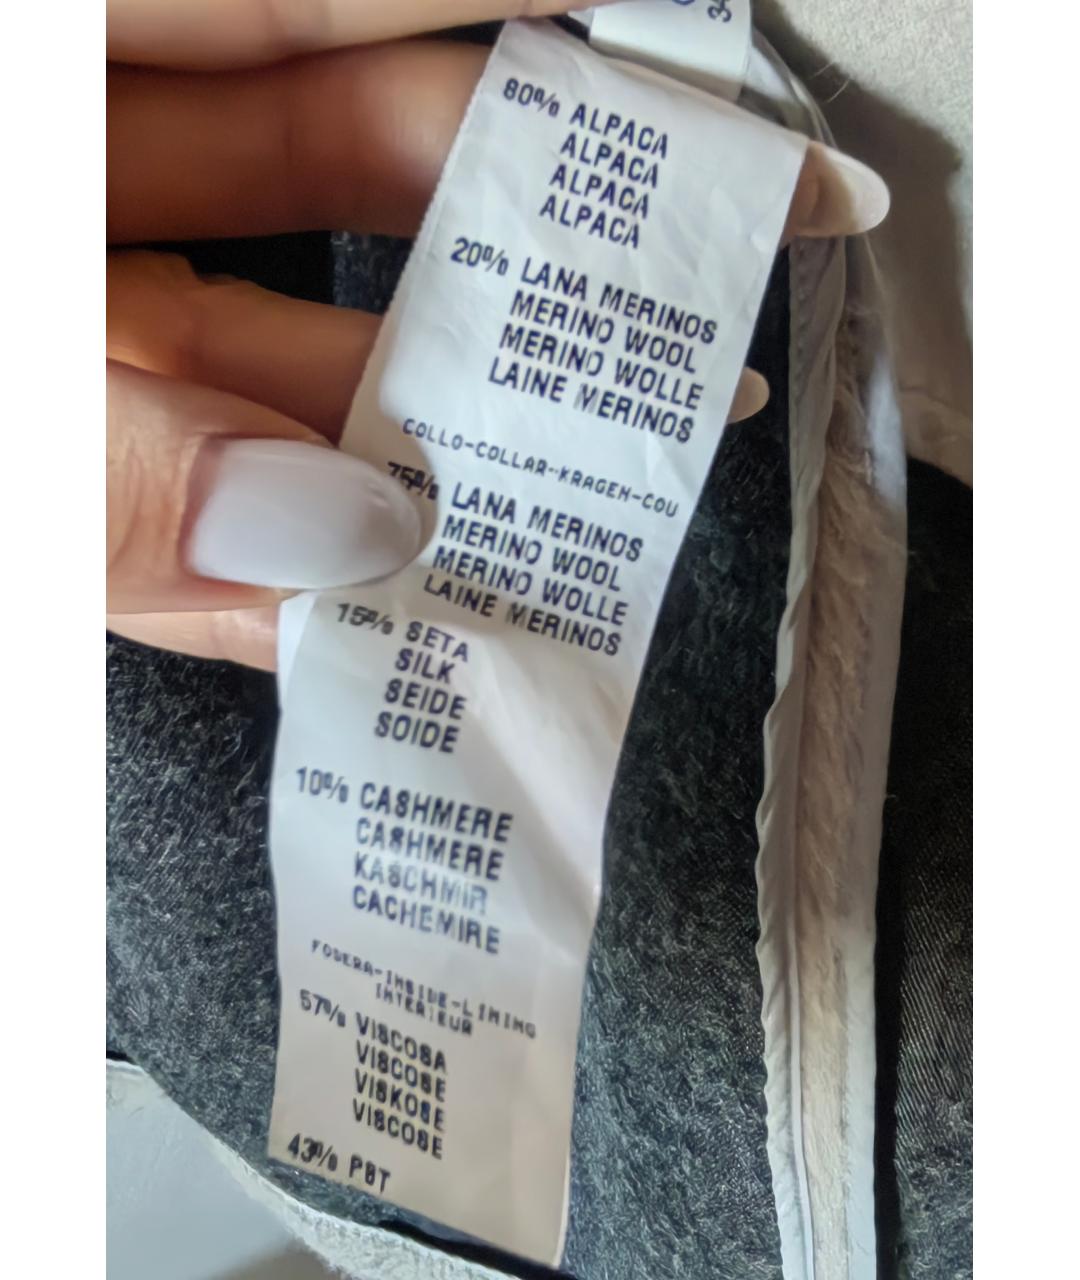 80% ALPACA
ALPACA
ALPACA
ALPACA
20% LANA MERINOS
MERINO WOOL
MERINO WOLLE
LAINE MERINOS
COLLO-COLLAR-KRAGEN-COU
75% LANA MERINOS
MERINO WOOL
MERINO WOLLE
LAINE MERINOS
15% SETA
SILK
SEIDE
SOIDE
10% CASHMERE
CASHMERE
KASCHMIR
CACHEMIRE
FODERA-INSIDE-LINING
INTERIEUR
57% VISCOSA
VISCOSE
VISKOSE
VISCOSE
43% PBT